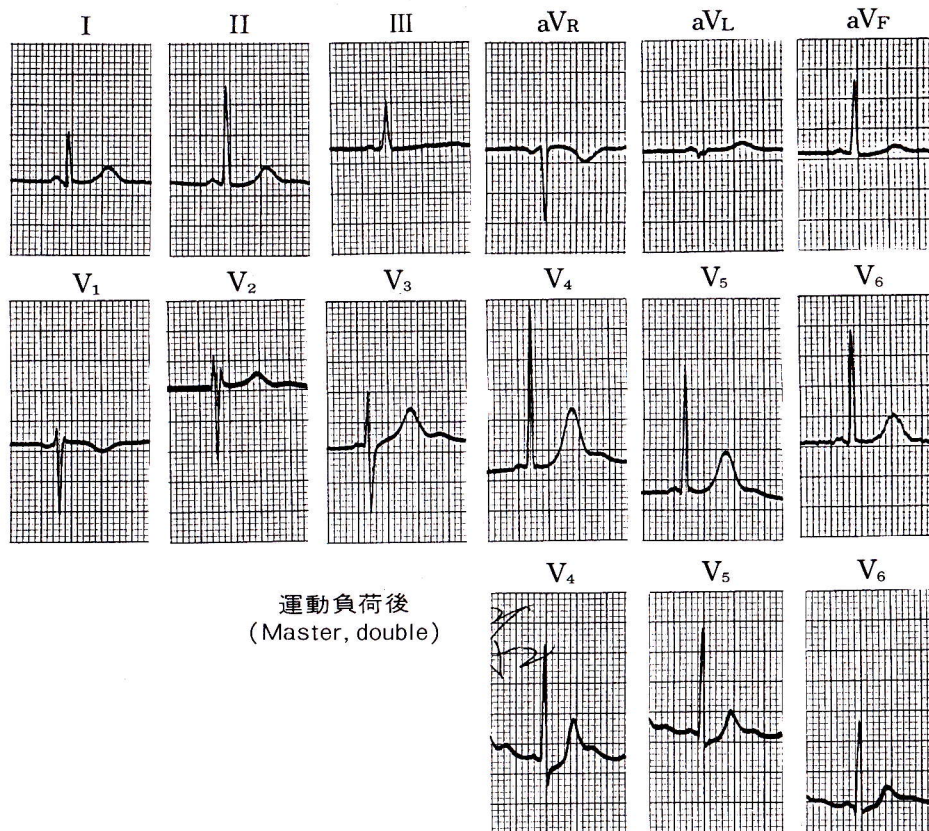 I II III aVR aVL aVF
V1 V2 V3 V4 V5 V6
V4 V5 V6
運動負荷後
(Master, double)